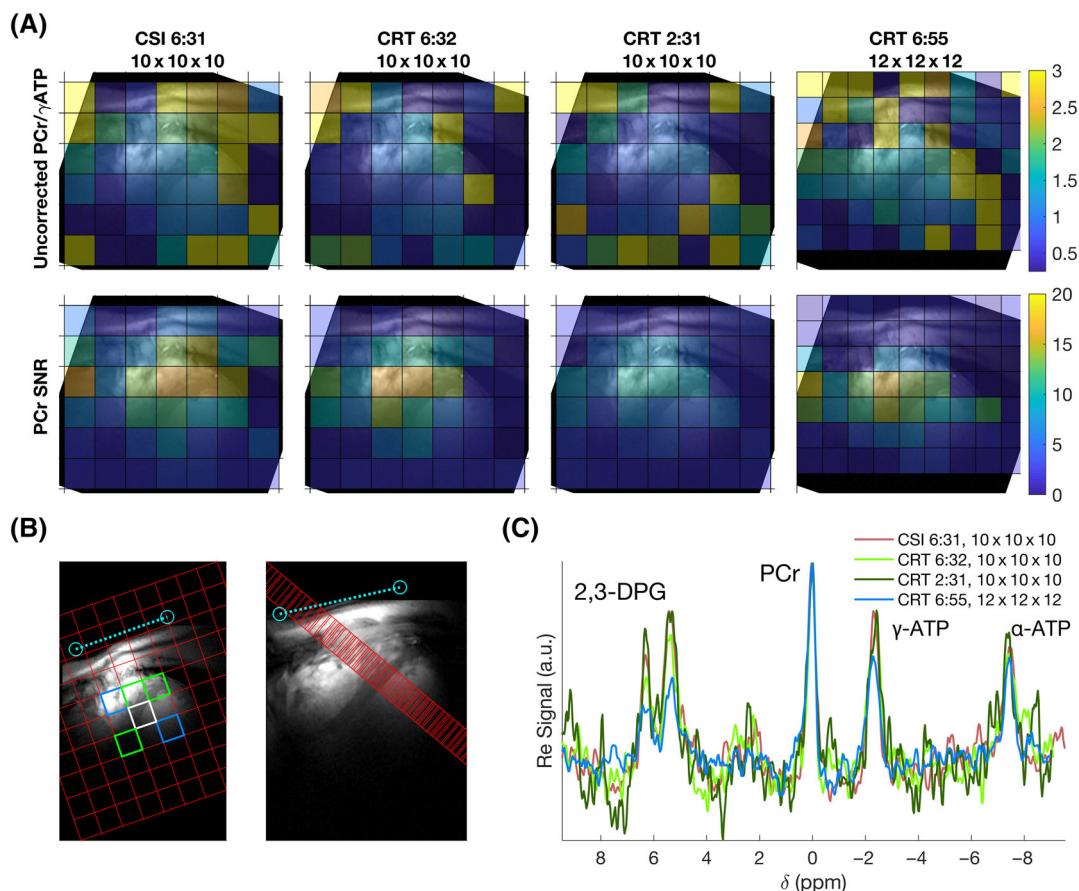 (A)
CSI 6:31
10 x 10 x 10
CRT 6:32
10 x 10 x 10
CRT 2:31
10 x 10 x 10
CRT 6:55
12 x 12 x 12
Uncorrected PCr/γATP
3
2.5
2
1.5
1
0.5
PCr SNR
20
15
10
5
0
(B)
(C)
CSI 6:31, 10 x 10 x 10
CRT 6:32, 10 x 10 x 10
CRT 2:31, 10 x 10 x 10
CRT 6:55, 12 x 12 x 12
2,3-DPG
PCr
γ-ATP
α-ATP
Re Signal (a.u.)
8 6 4 2 0 −2 −4 −6 −8
δ (ppm)